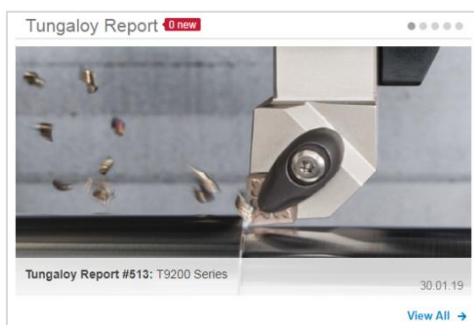 Tungaloy Report 0 new
Tungaloy Report #513: T9200 Series
30.01.19
View All →